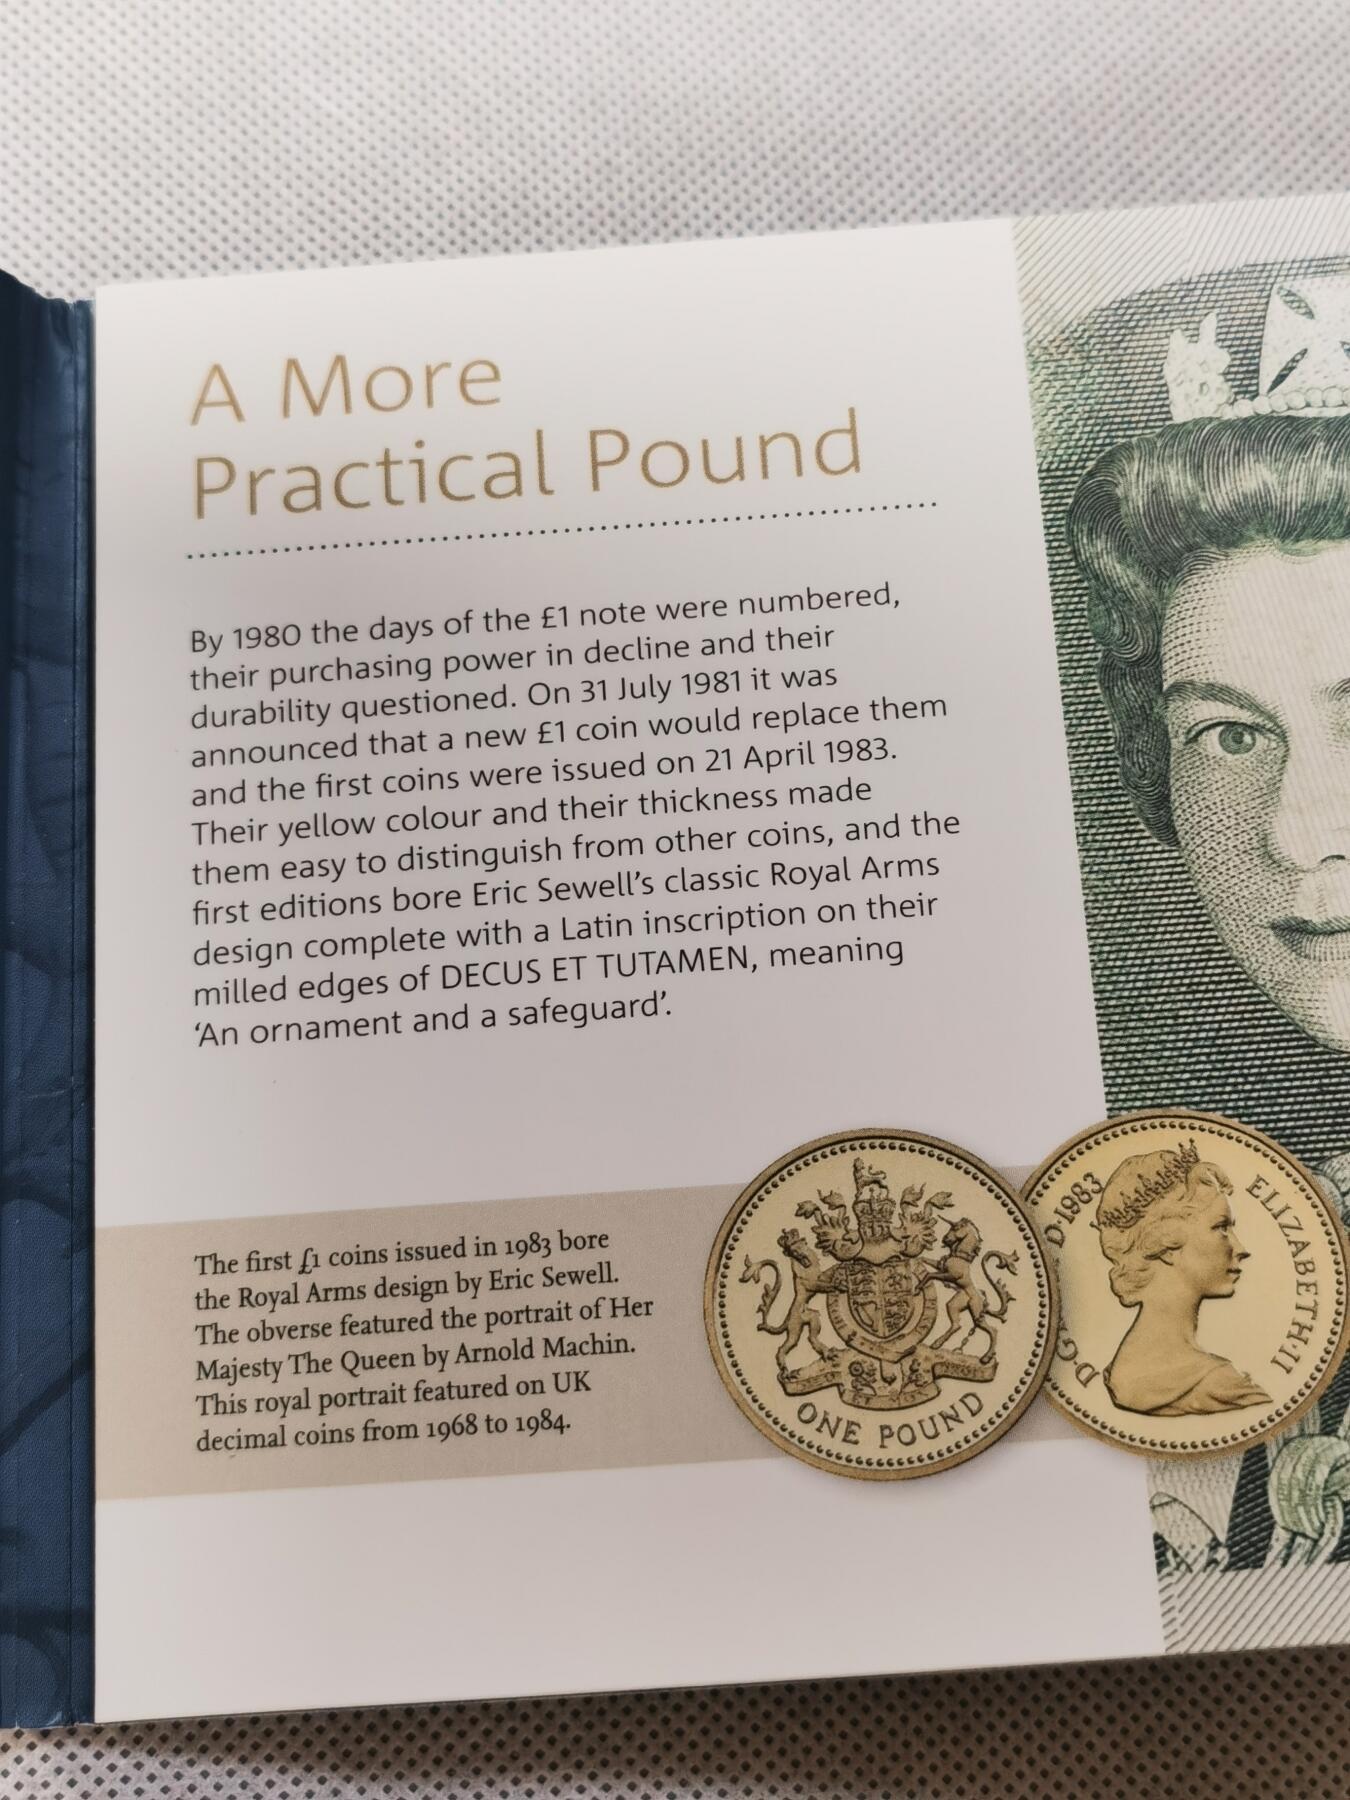 A More
Practical Pound
By 1980 the days of the £1 note were numbered,
their purchasing power in decline and their
durability questioned. On 31 July 1981 it was
announced that a new £1 coin would replace them
and the first coins were issued on 21 April 1983.
Their yellow colour and their thickness made
them easy to distinguish from other coins, and the
first editions bore Eric Sewell's classic Royal Arms
design complete with a Latin inscription on their
milled edges of DECUS ET TUTAMEN, meaning
'An ornament and a safeguard'.
The first £1 coins issued in 1983 bore
the Royal Arms design by Eric Sewell.
The obverse featured the portrait of Her
Majesty The Queen by Arnold Machin.
This royal portrait featured on UK
decimal coins from 1968 to 1984.
ONE POUND
D·G
D·1983
ELIZABETH·II